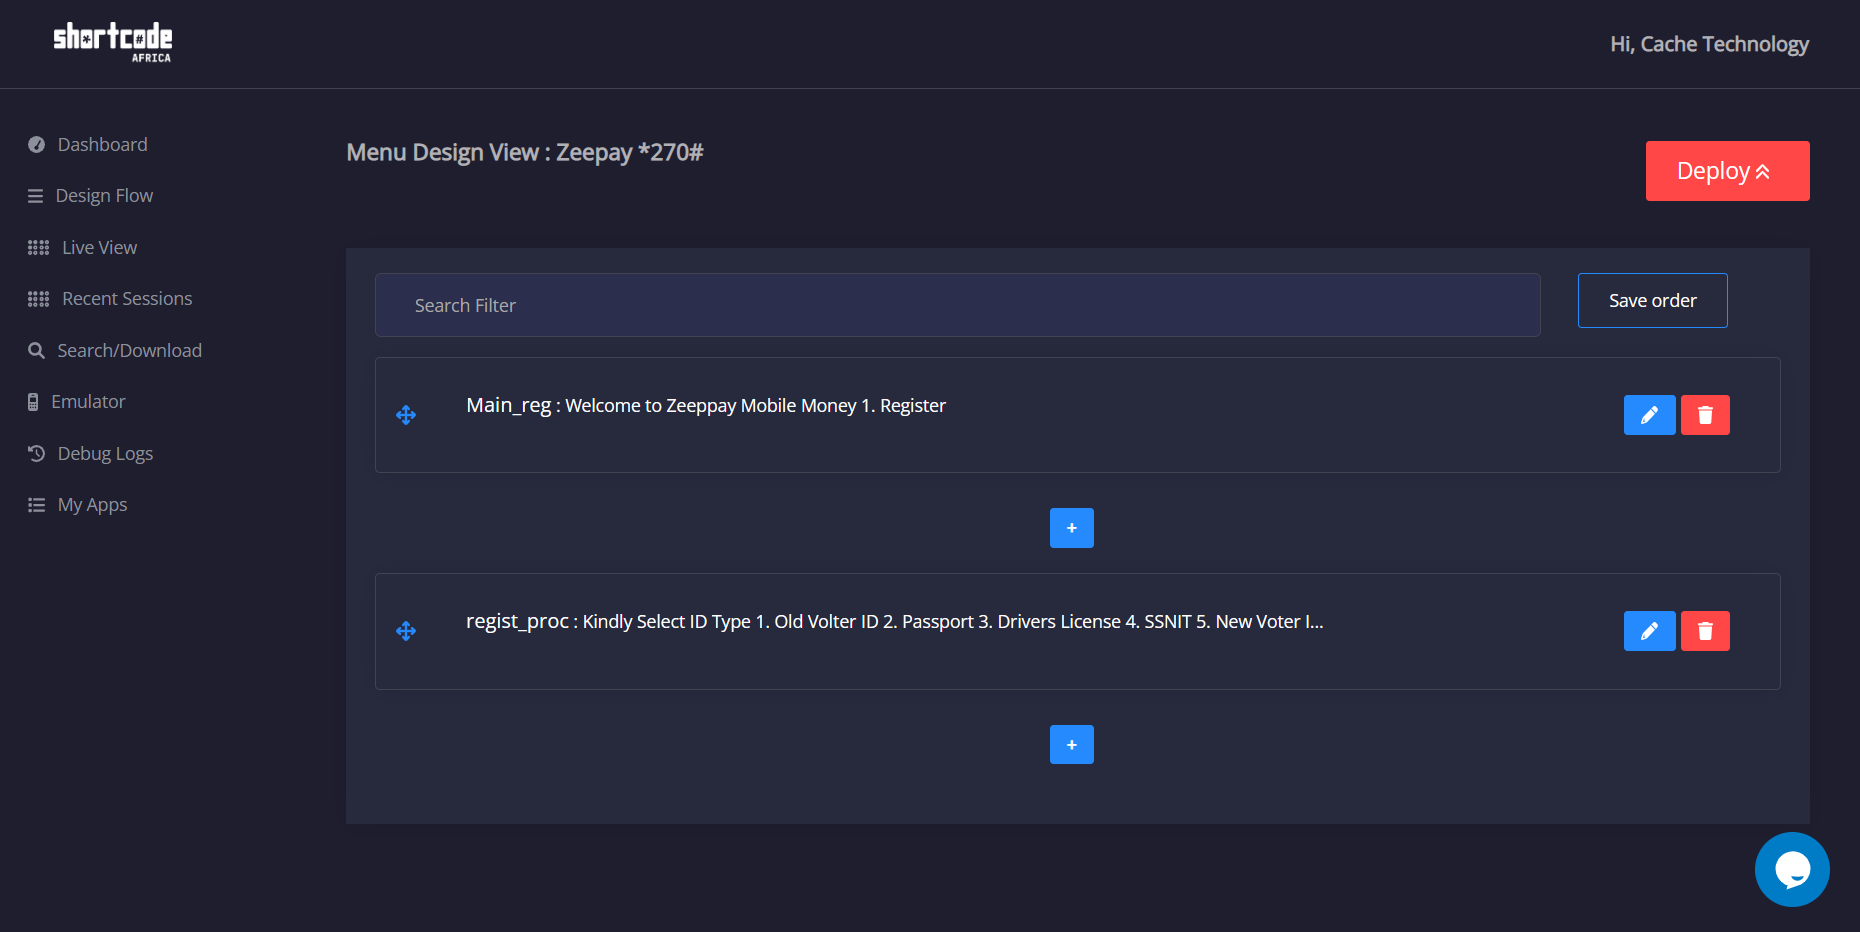 shortcode
AFRICA
Hi, Cache Technology
Dashboard
Design Flow
Live View
Recent Sessions
Search/Download
Emulator
Debug Logs
My Apps
Menu Design View : Zeepay *270#
Deploy
Search Filter
Save order
Main_reg : Welcome to Zeeppay Mobile Money 1. Register
+
regist_proc : Kindly Select ID Type 1. Old Volter ID 2. Passport 3. Drivers License 4. SSNIT 5. New Voter I...
+